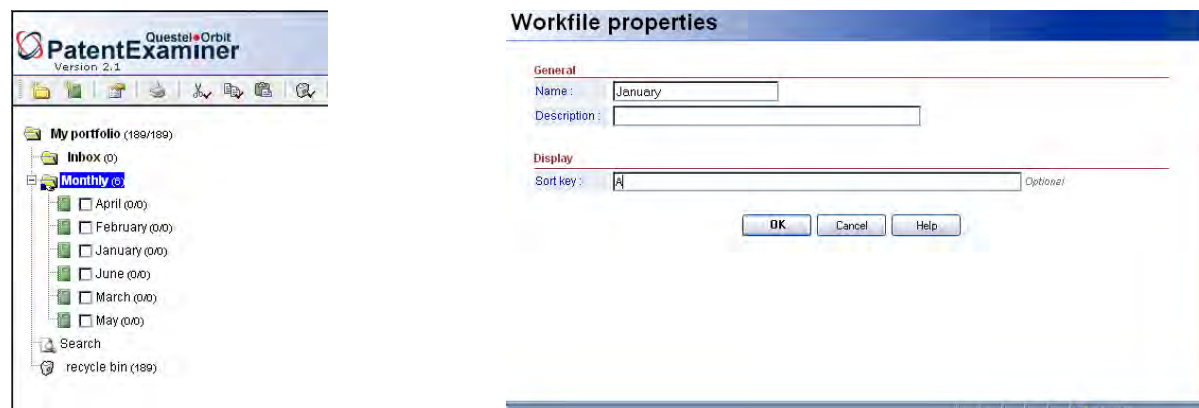 Questel Orbit
PatentExaminer
Version 2.1
My portfolio (189/189)
Inbox (0)
Monthly (6)
April (0/0)
February (0/0)
January (0/0)
June (0/0)
March (0/0)
May (0/0)
Search
recycle bin (189)
Workfile properties
General
Name : January
Description :
Display
Sort key : A Optional
OK Cancel Help